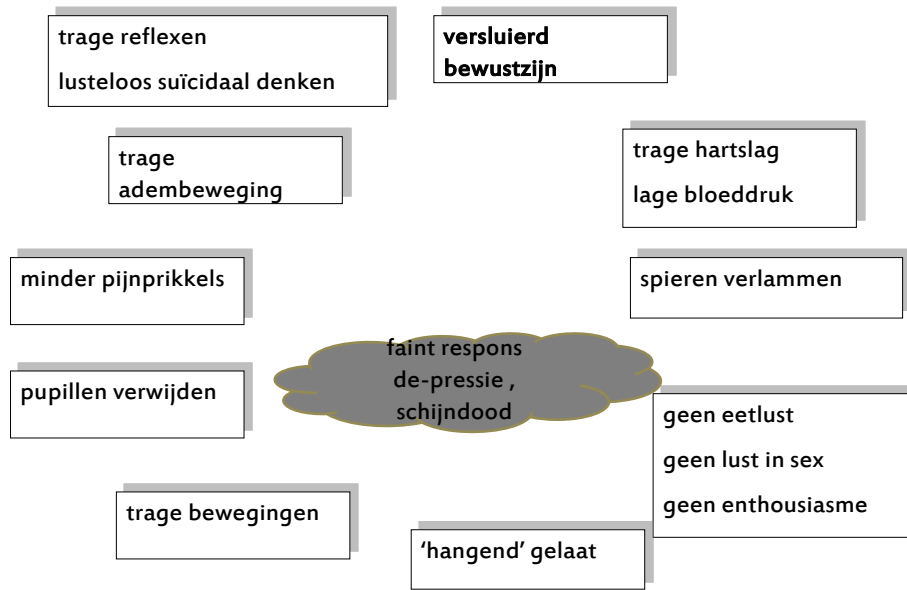 trage reflexen
lusteloos suïcidaal denken
versluierd
bewustzijn
trage
adembeweging
trage hartslag
lage bloeddruk
minder pijnprikkels
spieren verlammen
faint respons
de-pressie ,
schijndood
pupillen verwijden
geen eetlust
geen lust in sex
geen enthousiasme
trage bewegingen
‘hangend’ gelaat